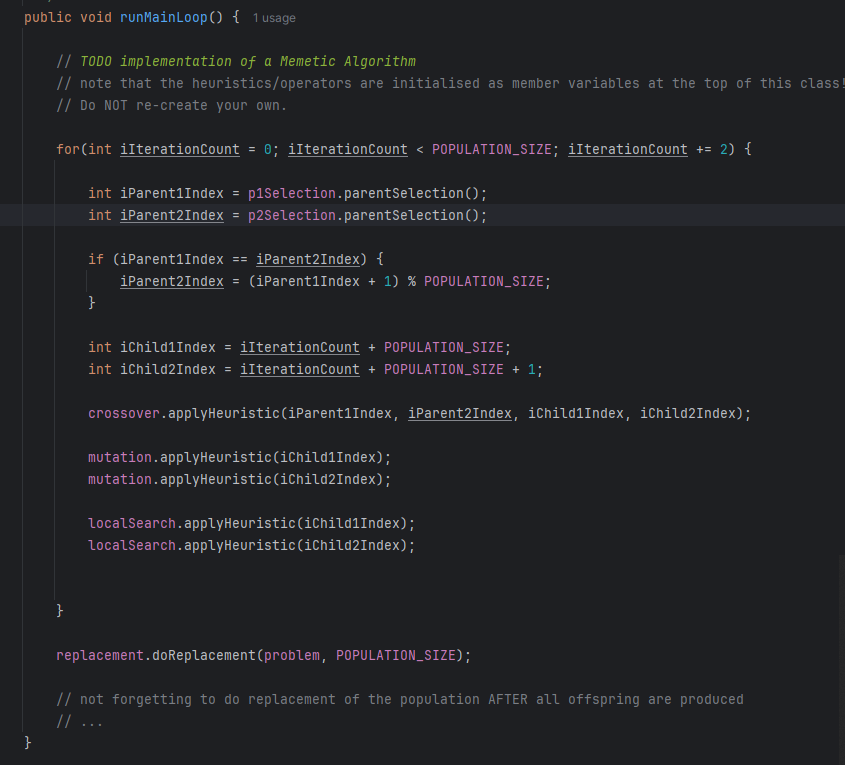 public void runMainLoop() { 1 usage
// TODO implementation of a Memetic Algorithm
// note that the heuristics/operators are initialised as member variables at the top of this class!
// Do NOT re-create your own.
for(int iIterationCount = 0; iIterationCount < POPULATION_SIZE; iIterationCount += 2) {
int iParent1Index = p1Selection.parentSelection();
int iParent2Index = p2Selection.parentSelection();
if (iParent1Index == iParent2Index) {
iParent2Index = (iParent1Index + 1) % POPULATION_SIZE;
}
int iChild1Index = iIterationCount + POPULATION_SIZE;
int iChild2Index = iIterationCount + POPULATION_SIZE + 1;
crossover.applyHeuristic(iParent1Index, iParent2Index, iChild1Index, iChild2Index);
mutation.applyHeuristic(iChild1Index);
mutation.applyHeuristic(iChild2Index);
localSearch.applyHeuristic(iChild1Index);
localSearch.applyHeuristic(iChild2Index);
}
replacement.doReplacement(problem, POPULATION_SIZE);
// not forgetting to do replacement of the population AFTER all offspring are produced
// ...
}